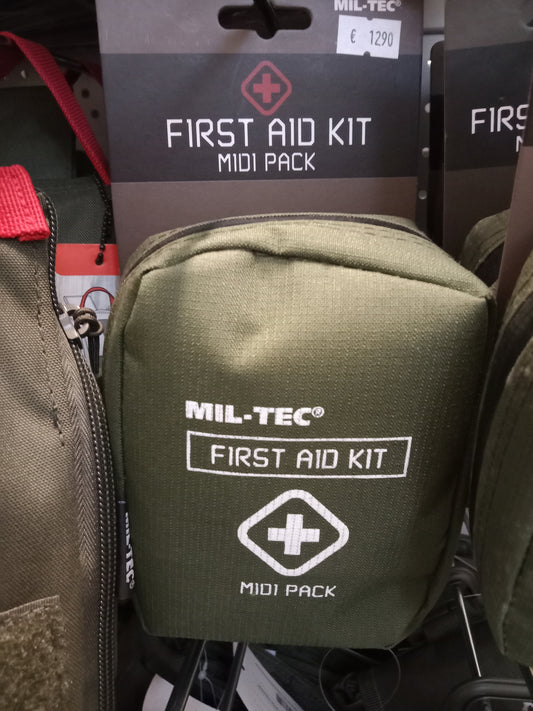 MIL-TEC®
€ 1290
FIRST AID KIT
MIDI PACK
FIRS
MIL-TEC®
FIRST AID KIT
MIDI PACK
MIL-TEC®